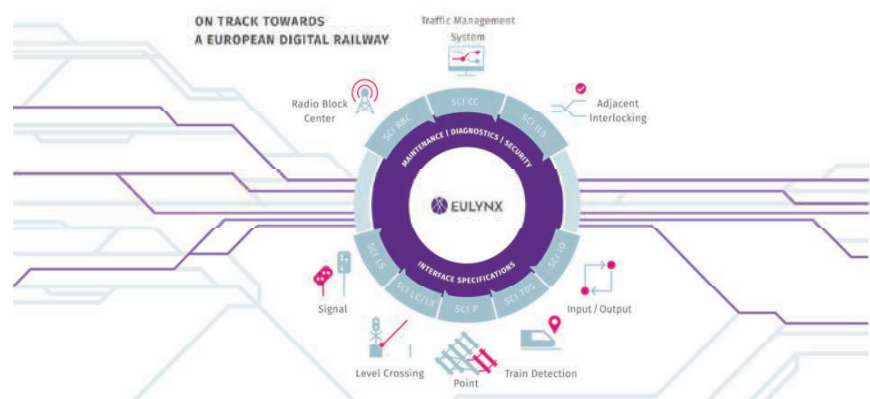 ON TRACK TOWARDS
A EUROPEAN DIGITAL RAILWAY
Traffic Management
System
Radio Block
Center
Adjacent
Interlocking
SCI RBC
SCI CC
SCI ILS
MAINTENANCE | DIAGNOSTICS | SECURITY
EULYNX
INTERFACE SPECIFICATIONS
SCI LS
SCI LC/LX
SCI P
SCI TDS
SCI IO
Signal
Input / Output
Level Crossing
Point
Train Detection